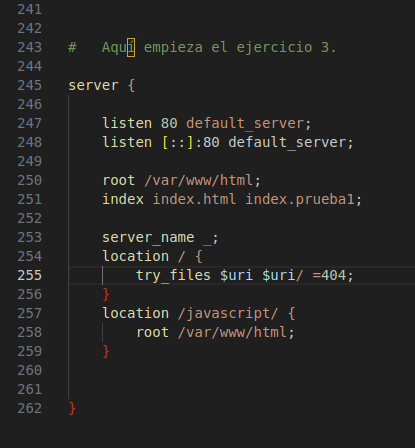 241
242
243 #   Aquí empieza el ejercicio 3.
244
245 server {
246
247     listen 80 default_server;
248     listen [::]:80 default_server;
249
250     root /var/www/html;
251     index index.html index.prueba1;
252
253     server_name _;
254     location / {
255         try_files $uri $uri/ =404;
256     }
257     location /javascript/ {
258         root /var/www/html;
259     }
260
261
262 }